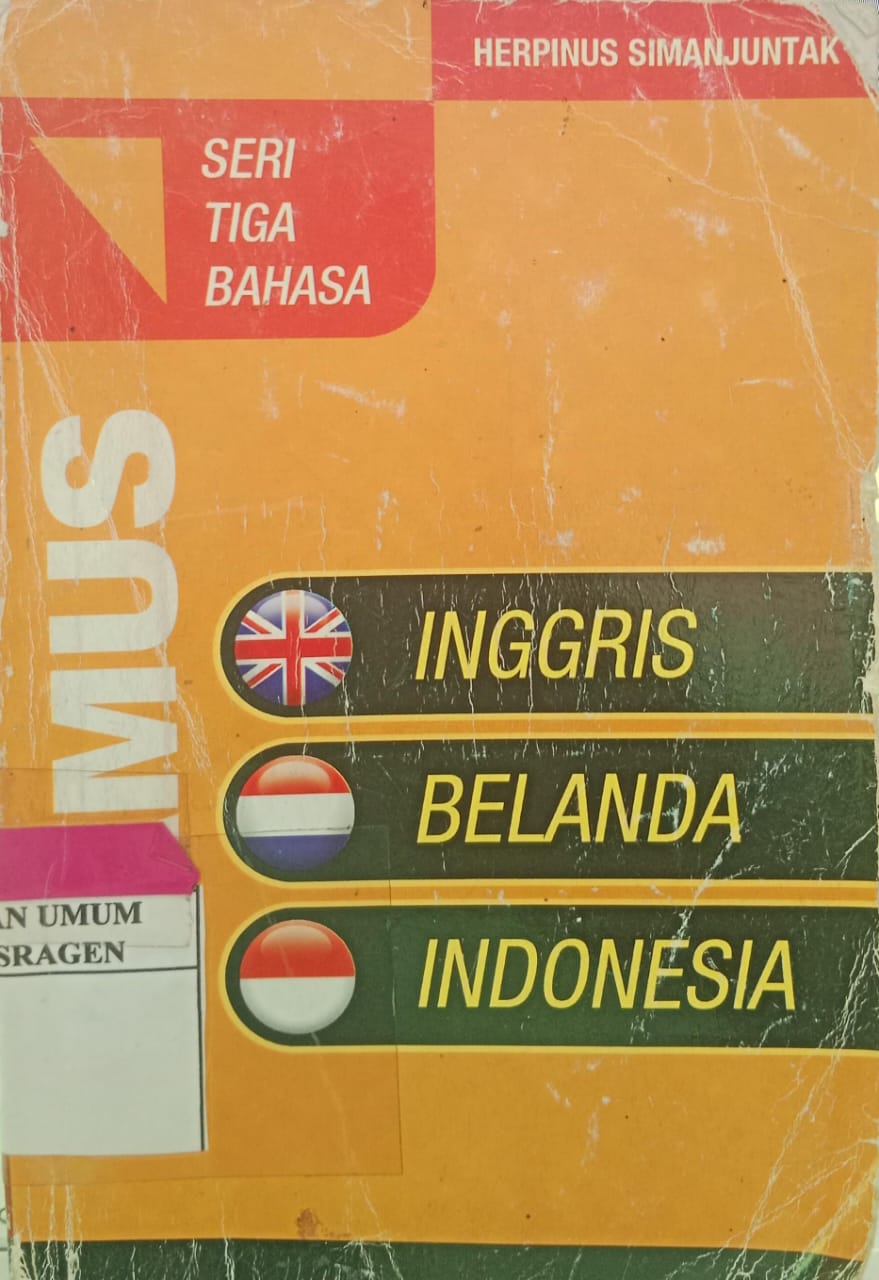 HERPINUS SIMANJUNTAK
SERI
TIGA
BAHASA
MUS
INGGRIS
BELANDA
INDONESIA
AN UMUM
SRAGEN